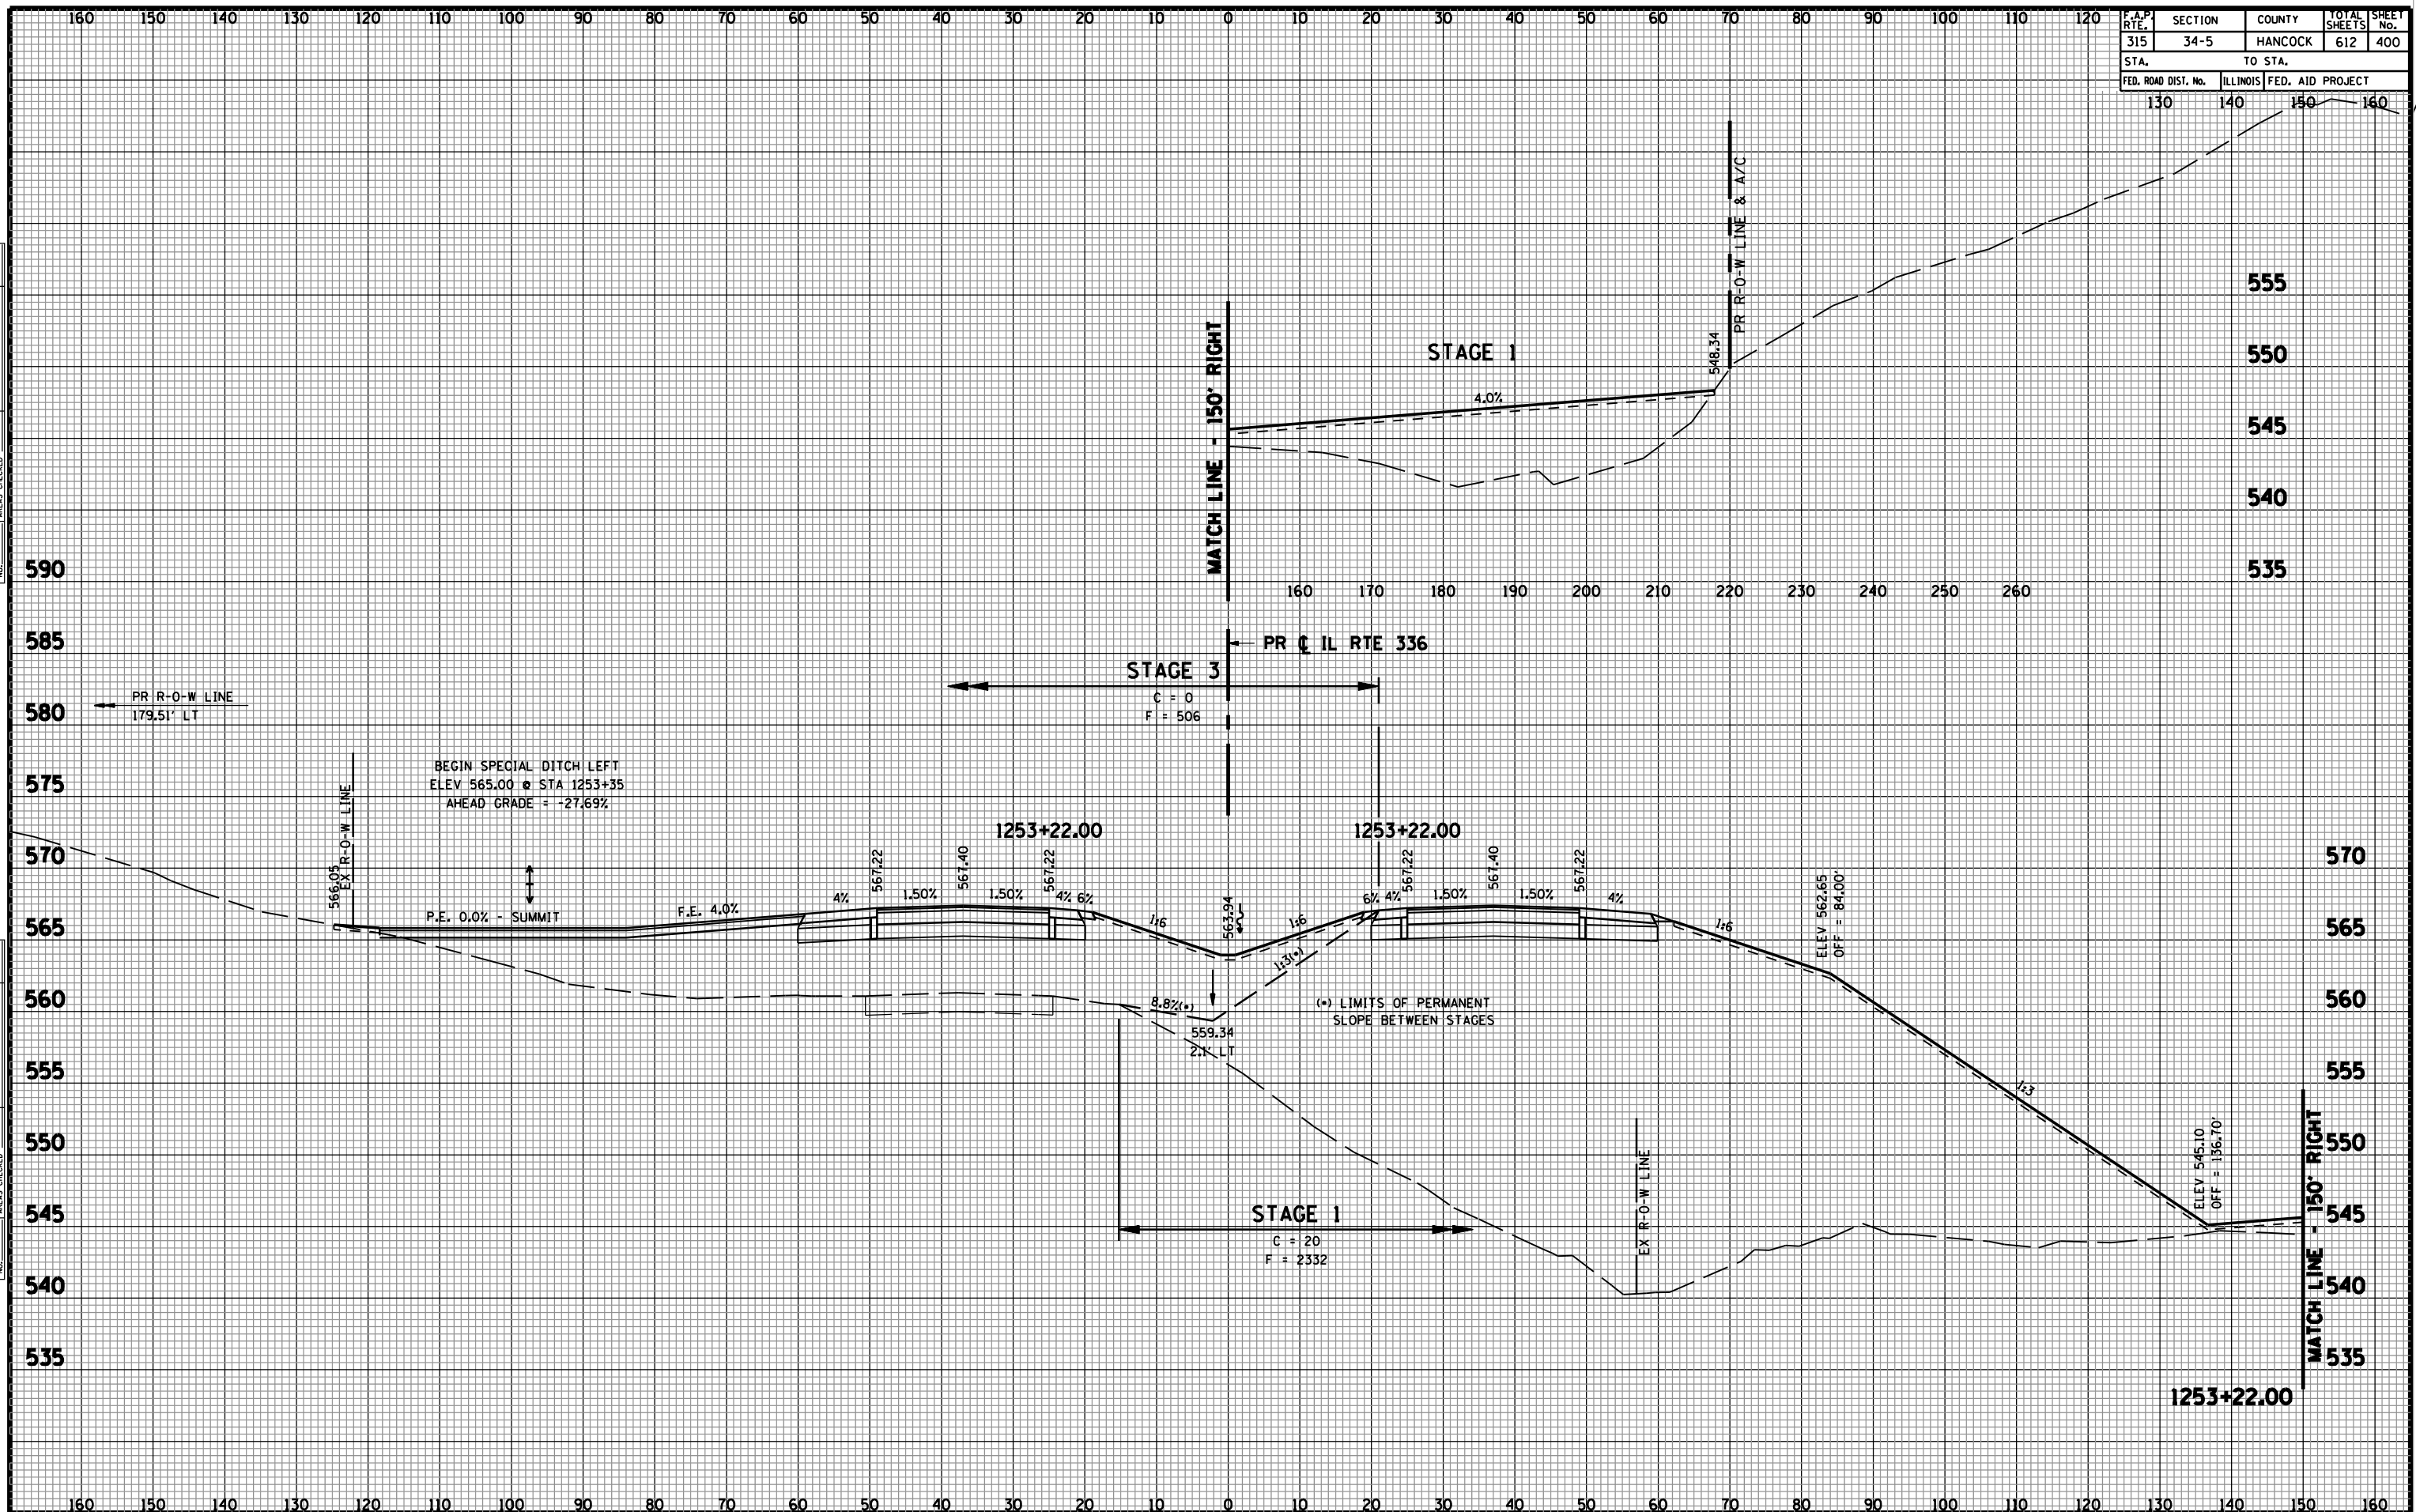 160 150 140 130 120 110 100 90 80 70 60 50 40 30 20 10 0 10 20 30 40 50 60 70 80 90 100 110 120
F.A.P. RTE. SECTION COUNTY TOTAL SHEETS SHEET No.
315 34-5 HANCOCK 612 400
STA. TO STA.
FED. ROAD DIST. No. ILLINOIS FED. AID PROJECT
130 140 150 160
PR R-O-W LINE & A/C
555
STAGE 1
548.34
550
4.0%
545
MATCH LINE - 150' RIGHT
540
590
535
160 170 180 190 200 210 220 230 240 250 260
585
PR ℄ IL RTE 336
STAGE 3
C = 0
F = 506
PR R-O-W LINE
179.51' LT
580
BEGIN SPECIAL DITCH LEFT
ELEV 565.00 @ STA 1253+35
AHEAD GRADE = -27.69%
575
EX R-O-W LINE
1253+22.00
1253+22.00
570
570
566.05
567.22
567.40
567.22
567.22
567.40
567.22
P.E. 0.0% - SUMMIT
F.E. 4.0%
4%
1.50%
1.50%
4% 6%
1:6
563.94
1:6
6% 4%
1.50%
1.50%
4%
1:6
ELEV 562.65
OFF = 84.00'
565
565
1:3(•)
560
8.8%(•)
(•) LIMITS OF PERMANENT
SLOPE BETWEEN STAGES
560
559.34
2.1' LT
555
1:3
555
550
EX R-O-W LINE
ELEV 545.10
OFF = 136.70'
550
MATCH LINE - 150' RIGHT
545
STAGE 1
C = 20
F = 2332
545
540
540
535
535
1253+22.00
160 150 140 130 120 110 100 90 80 70 60 50 40 30 20 10 0 10 20 30 40 50 60 70 80 90 100 110 120 130 140 150 160